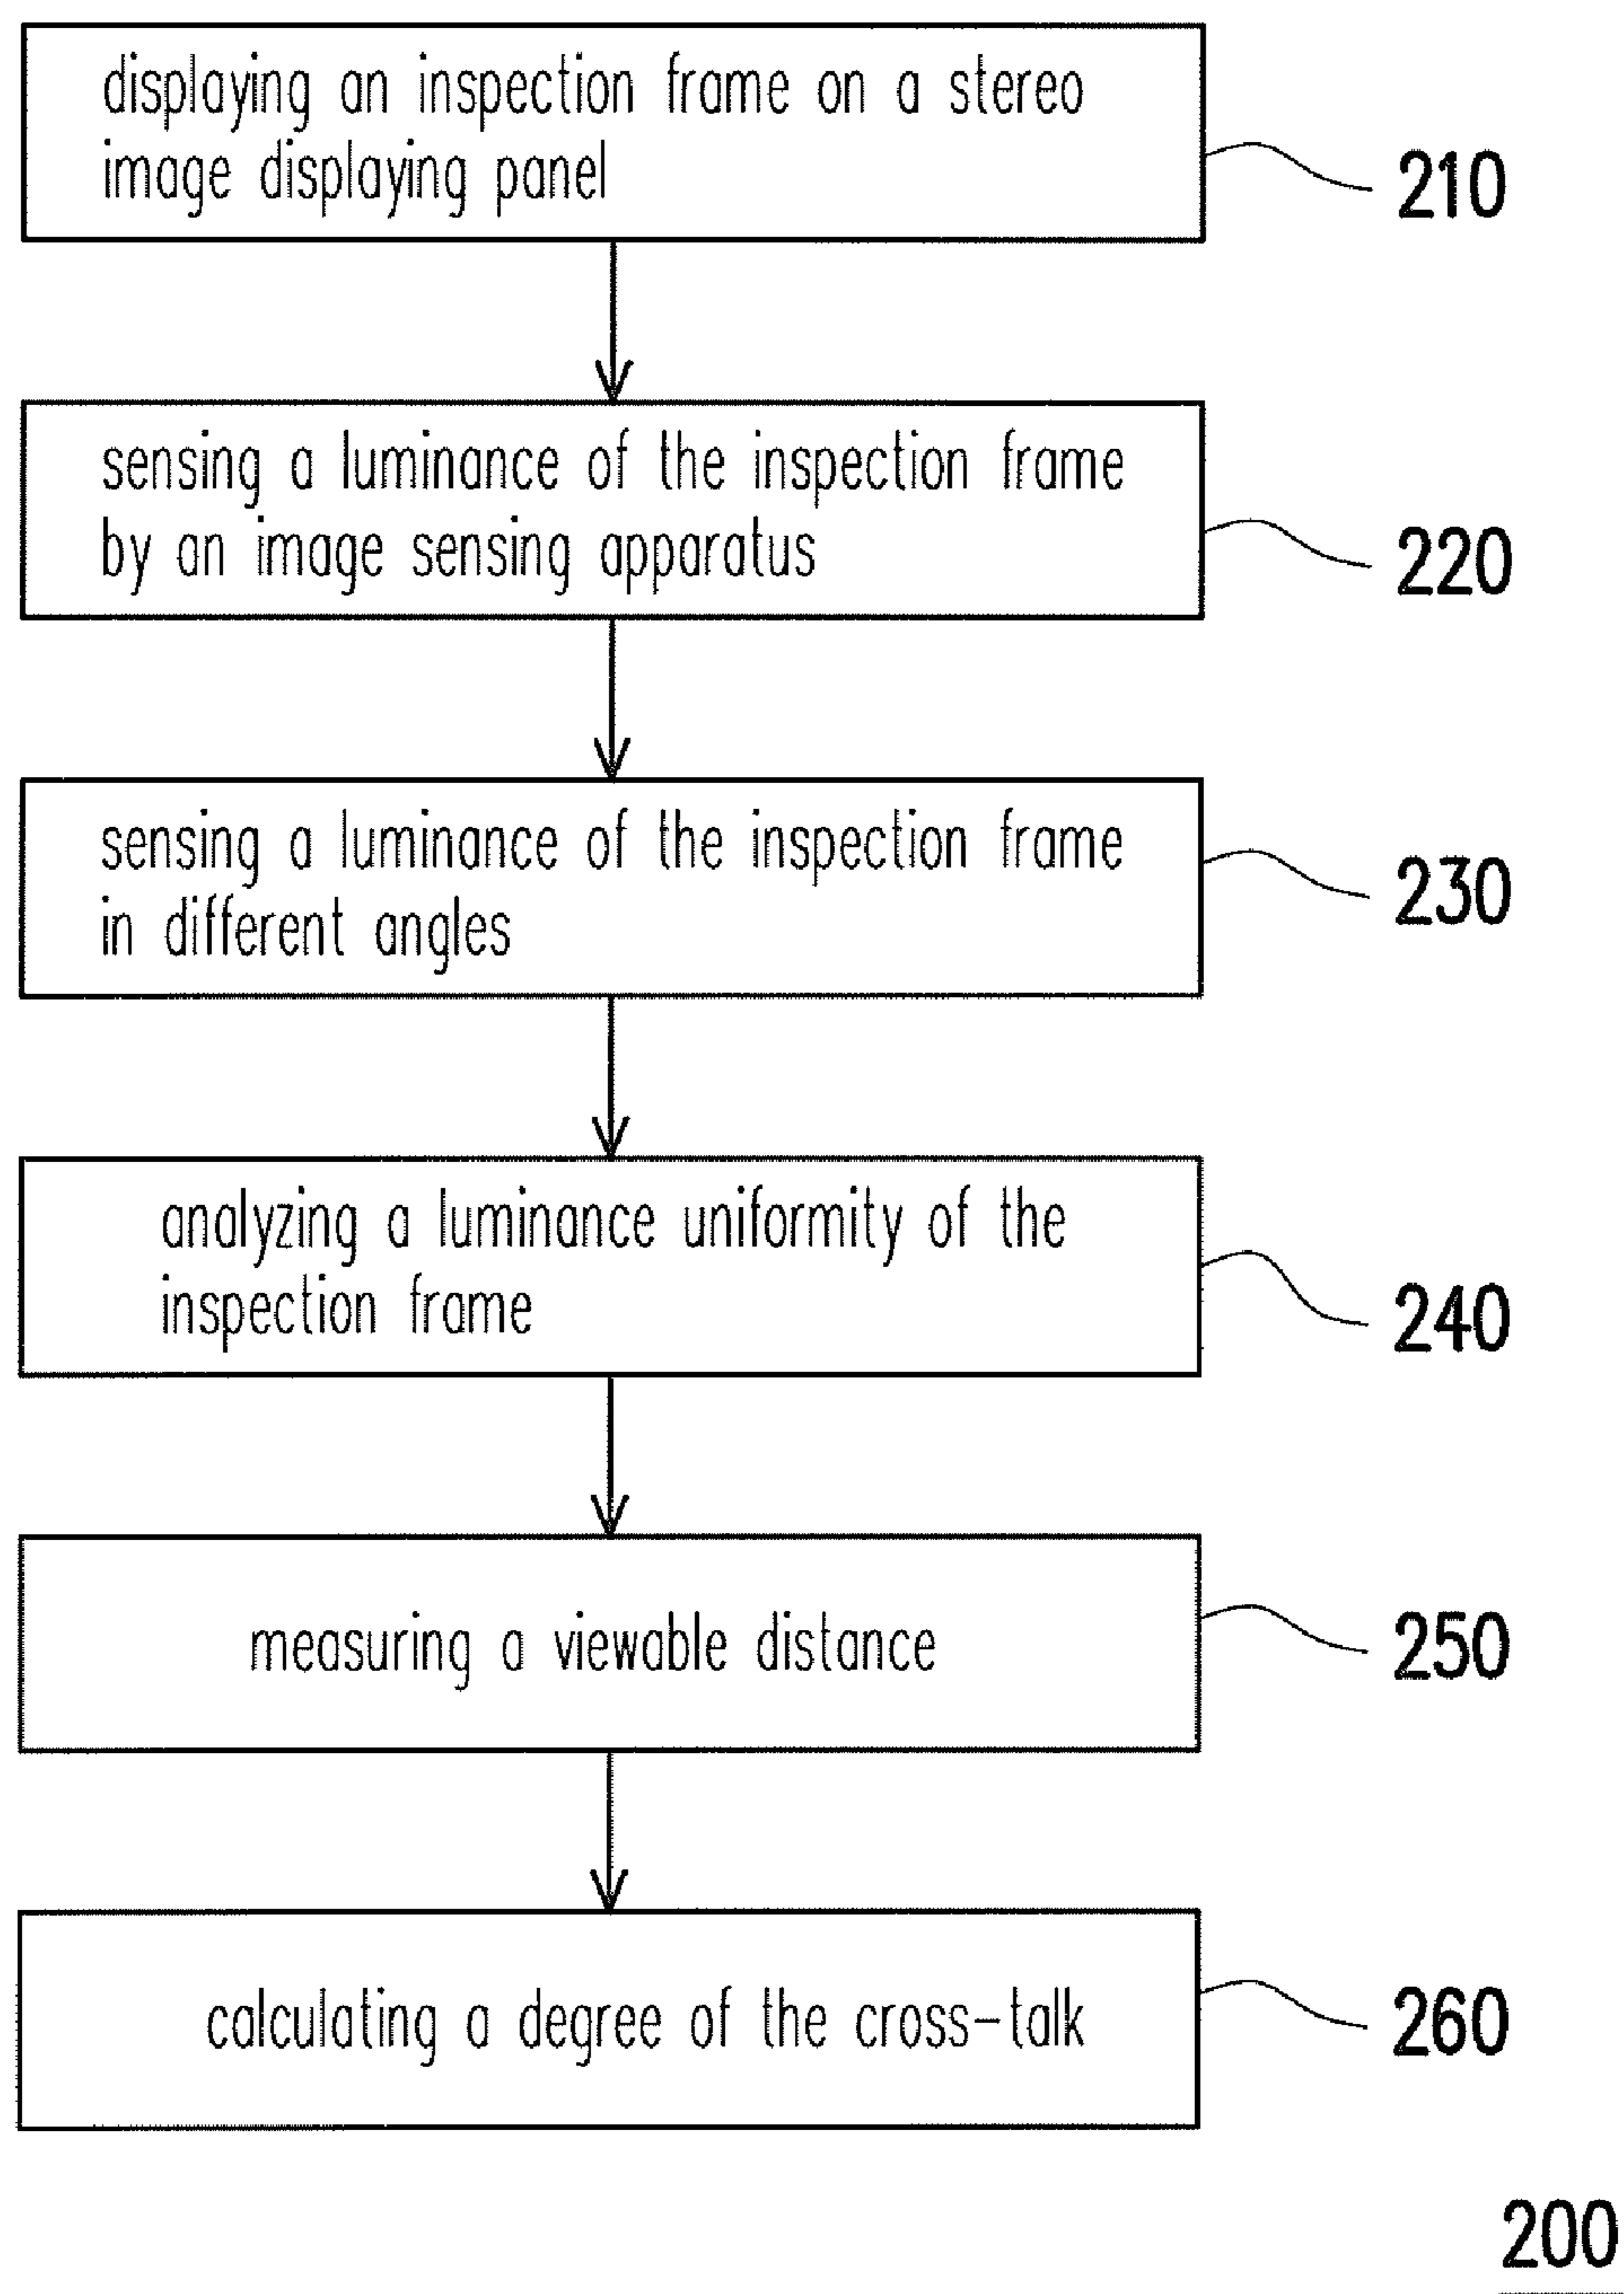 displaying an inspection frame on a stereo
image displaying panel
210
sensing a luminance of the inspection frame
by an image sensing apparatus
220
sensing a luminance of the inspection frame
in different angles
230
analyzing a luminance uniformity of the
inspection frame
240
measuring a viewable distance
250
calculating a degree of the cross-talk
260
200